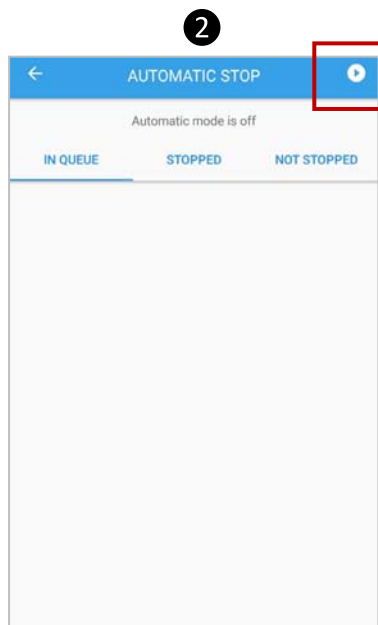 2
AUTOMATIC STOP
Automatic mode is off
IN QUEUE STOPPED NOT STOPPED